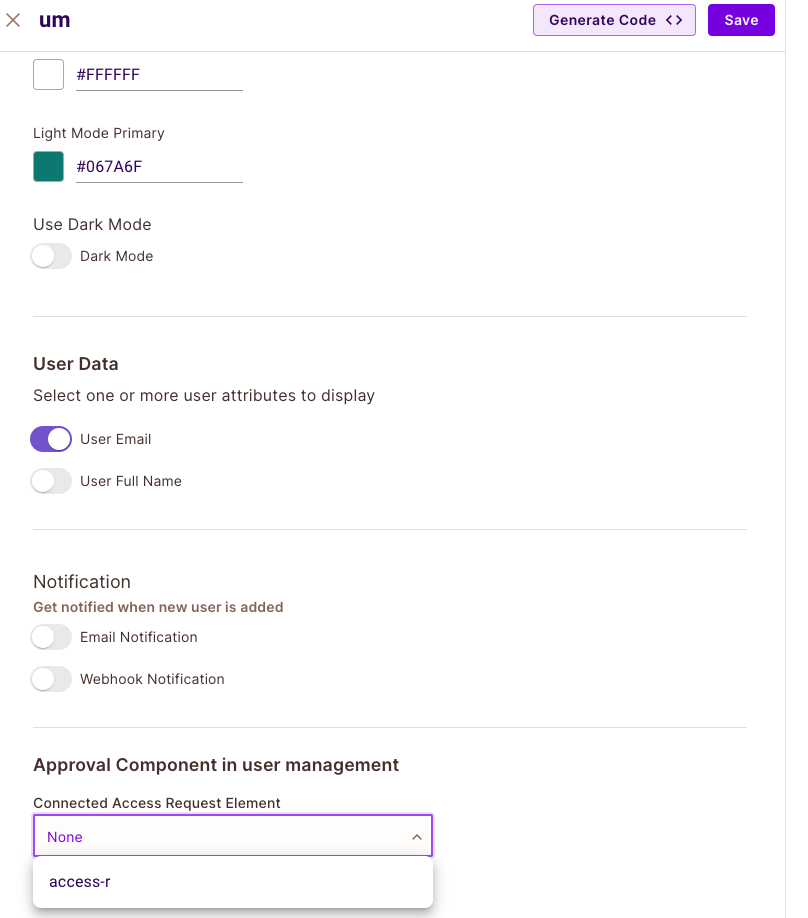 um
Generate Code <>
Save
#FFFFFF
Light Mode Primary
#067A6F
Use Dark Mode
Dark Mode
User Data
Select one or more user attributes to display
User Email
User Full Name
Notification
Get notified when new user is added
Email Notification
Webhook Notification
Approval Component in user management
Connected Access Request Element
None
access-r